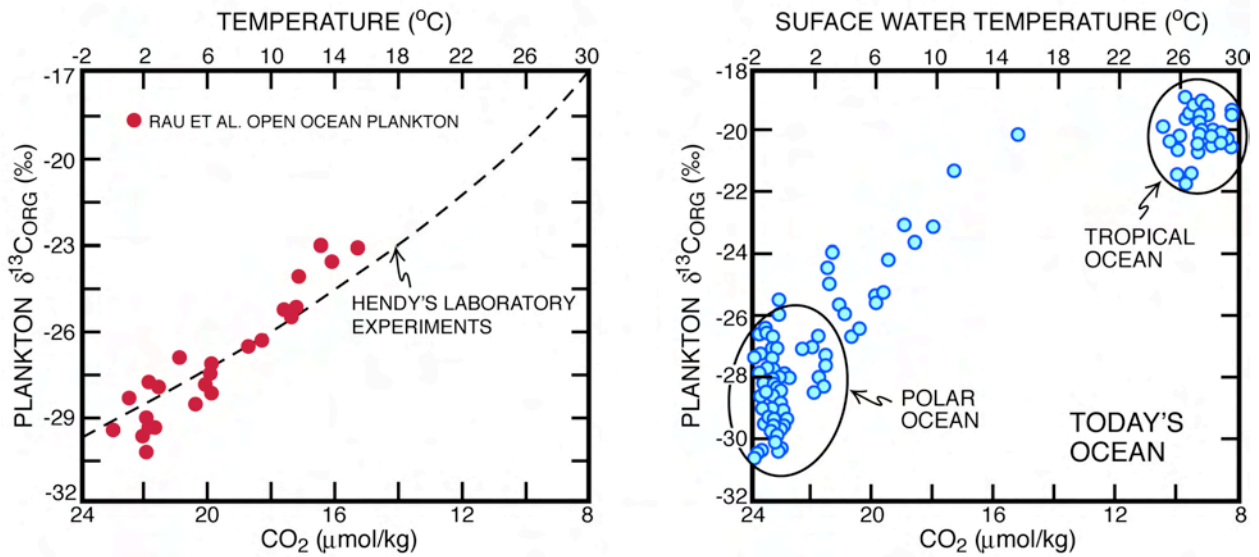 TEMPERATURE (°C)
-2 2 6 10 14 18 22 26 30
-17
-20
-23
-26
-29
-32
PLANKTON δ¹³CORG (‰)
RAU ET AL. OPEN OCEAN PLANKTON
HENDY'S LABORATORY
EXPERIMENTS
24 20 16 12 8
CO₂ (μmol/kg)
SUFACE WATER TEMPERATURE (°C)
-2 2 6 10 14 18 22 26 30
-18
-20
-22
-24
-26
-28
-30
-32
PLANKTON δ¹³CORG (‰)
TROPICAL
OCEAN
POLAR
OCEAN
TODAY'S
OCEAN
24 20 16 12 8
CO₂ (μmol/kg)